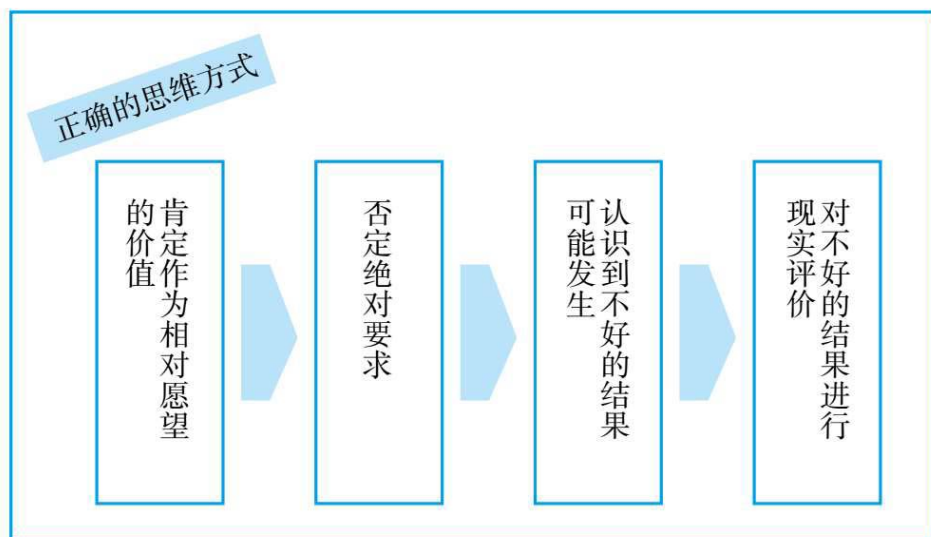 正确的思维方式
肯定作为相对愿望
的价值
否定绝对要求
认识到不好的结果
可能发生
对不好的结果进行
现实评价